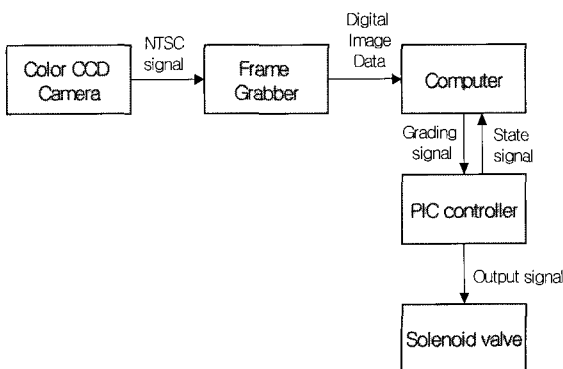 Color CCD
Camera
NTSC
signal
Frame
Grabber
Digital
Image
Data
Computer
Grading
signal
State
signal
PIC controller
Output signal
Solenoid valve